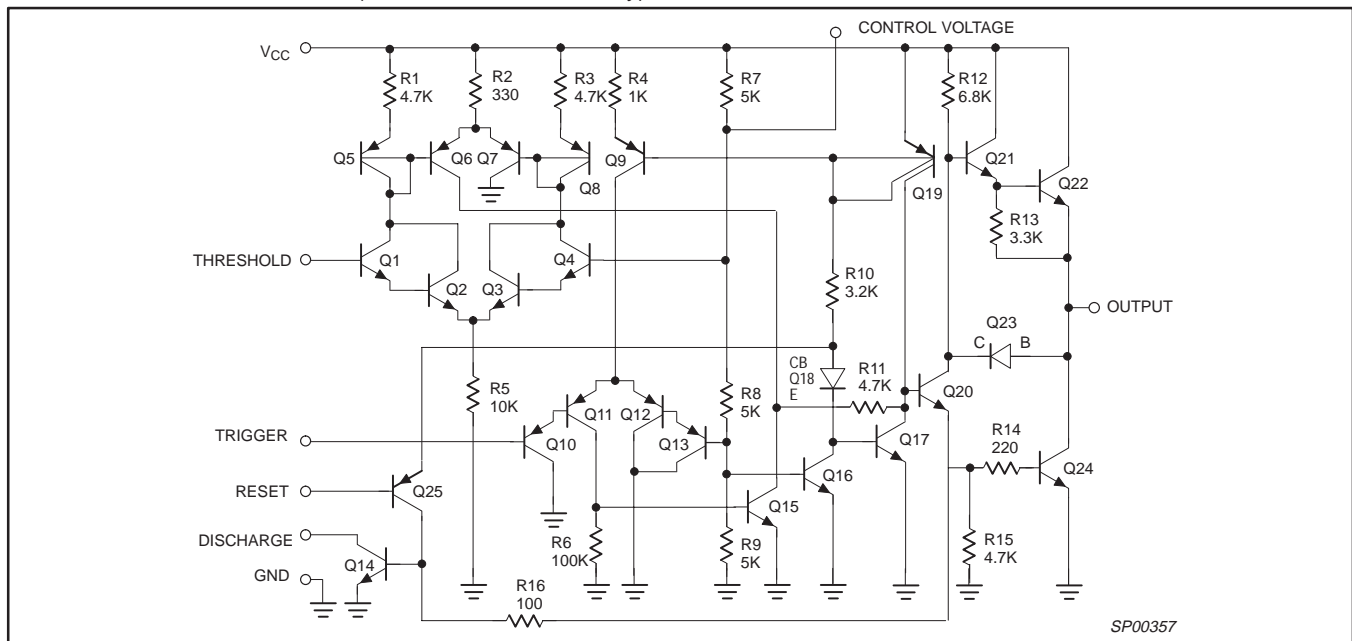 CONTROL VOLTAGE
VCC
R1
4.7K
R2
330
R3
4.7K
R4
1K
R7
5K
R12
6.8K
Q5
Q6
Q7
Q8
Q9
Q19
Q21
Q22
R13
3.3K
THRESHOLD
Q1
Q2
Q3
Q4
R10
3.2K
OUTPUT
Q23
C
B
CB
Q18
E
R11
4.7K
Q20
R5
10K
Q11
Q12
R8
5K
TRIGGER
Q10
Q13
Q17
R14
220
Q24
RESET
Q25
Q16
Q15
DISCHARGE
Q14
R6
100K
R9
5K
R15
4.7K
GND
R16
100
SP00357